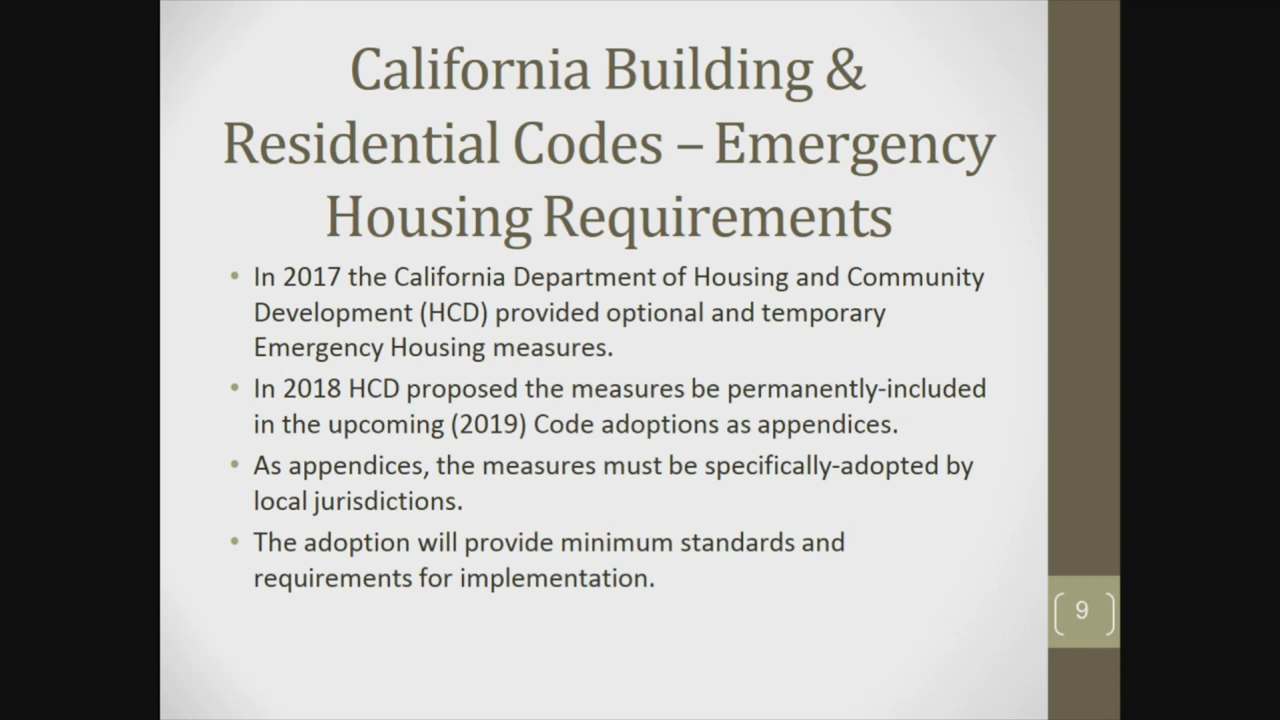 California Building &
Residential Codes – Emergency
Housing Requirements
• In 2017 the California Department of Housing and Community
Development (HCD) provided optional and temporary
Emergency Housing measures.
• In 2018 HCD proposed the measures be permanently-included
in the upcoming (2019) Code adoptions as appendices.
• As appendices, the measures must be specifically-adopted by
local jurisdictions.
• The adoption will provide minimum standards and
requirements for implementation.
9